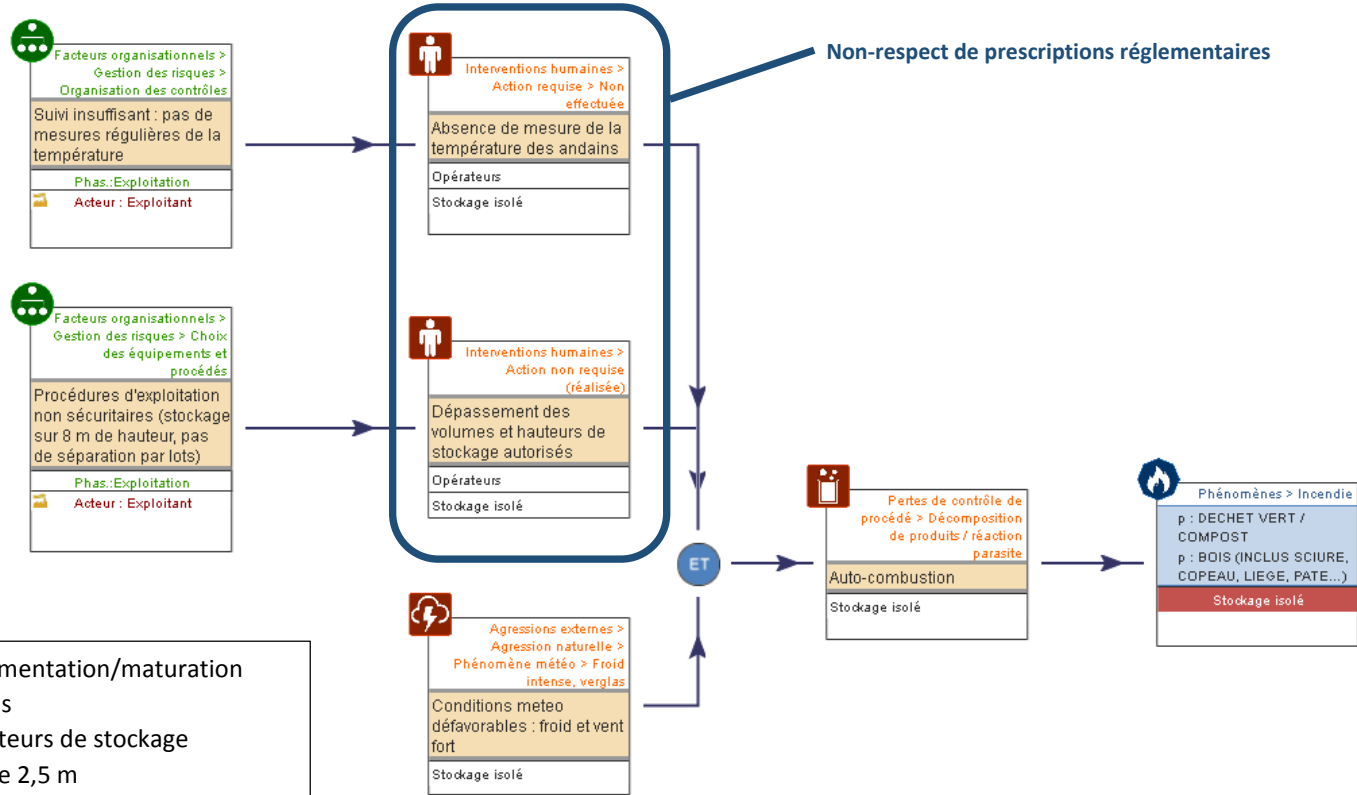 Facteurs organisationnels >
Gestion des risques >
Organisation des contrôles
Suivi insuffisant : pas de
mesures régulières de la
température
Phas.:Exploitation
Acteur : Exploitant
Interventions humaines >
Action requise > Non
effectuée
Absence de mesure de la
température des andains
Opérateurs
Stockage isolé
Non-respect de prescriptions réglementaires
Facteurs organisationnels >
Gestion des risques > Choix
des équipements et
procédés
Procédures d'exploitation
non sécuritaires (stockage
sur 8 m de hauteur, pas
de séparation par lots)
Phas.:Exploitation
Acteur : Exploitant
Interventions humaines >
Action non requise
(réalisée)
Dépassement des
volumes et hauteurs de
stockage autorisés
Opérateurs
Stockage isolé
ET
Agressions externes >
Agression naturelle >
Phénomène météo > Froid
intense, verglas
Conditions meteo
défavorables : froid et vent
fort
Stockage isolé
Pertes de contrôle de
procédé > Décomposition
de produits / réaction
parasite
Auto-combustion
Stockage isolé
Phénomènes > Incendie
p : DECHET VERT /
COMPOST
p : BOIS (INCLUS SCIURE,
COPEAU, LIEGE, PATE...)
Stockage isolé
mentation/maturation
s
teurs de stockage
e 2,5 m